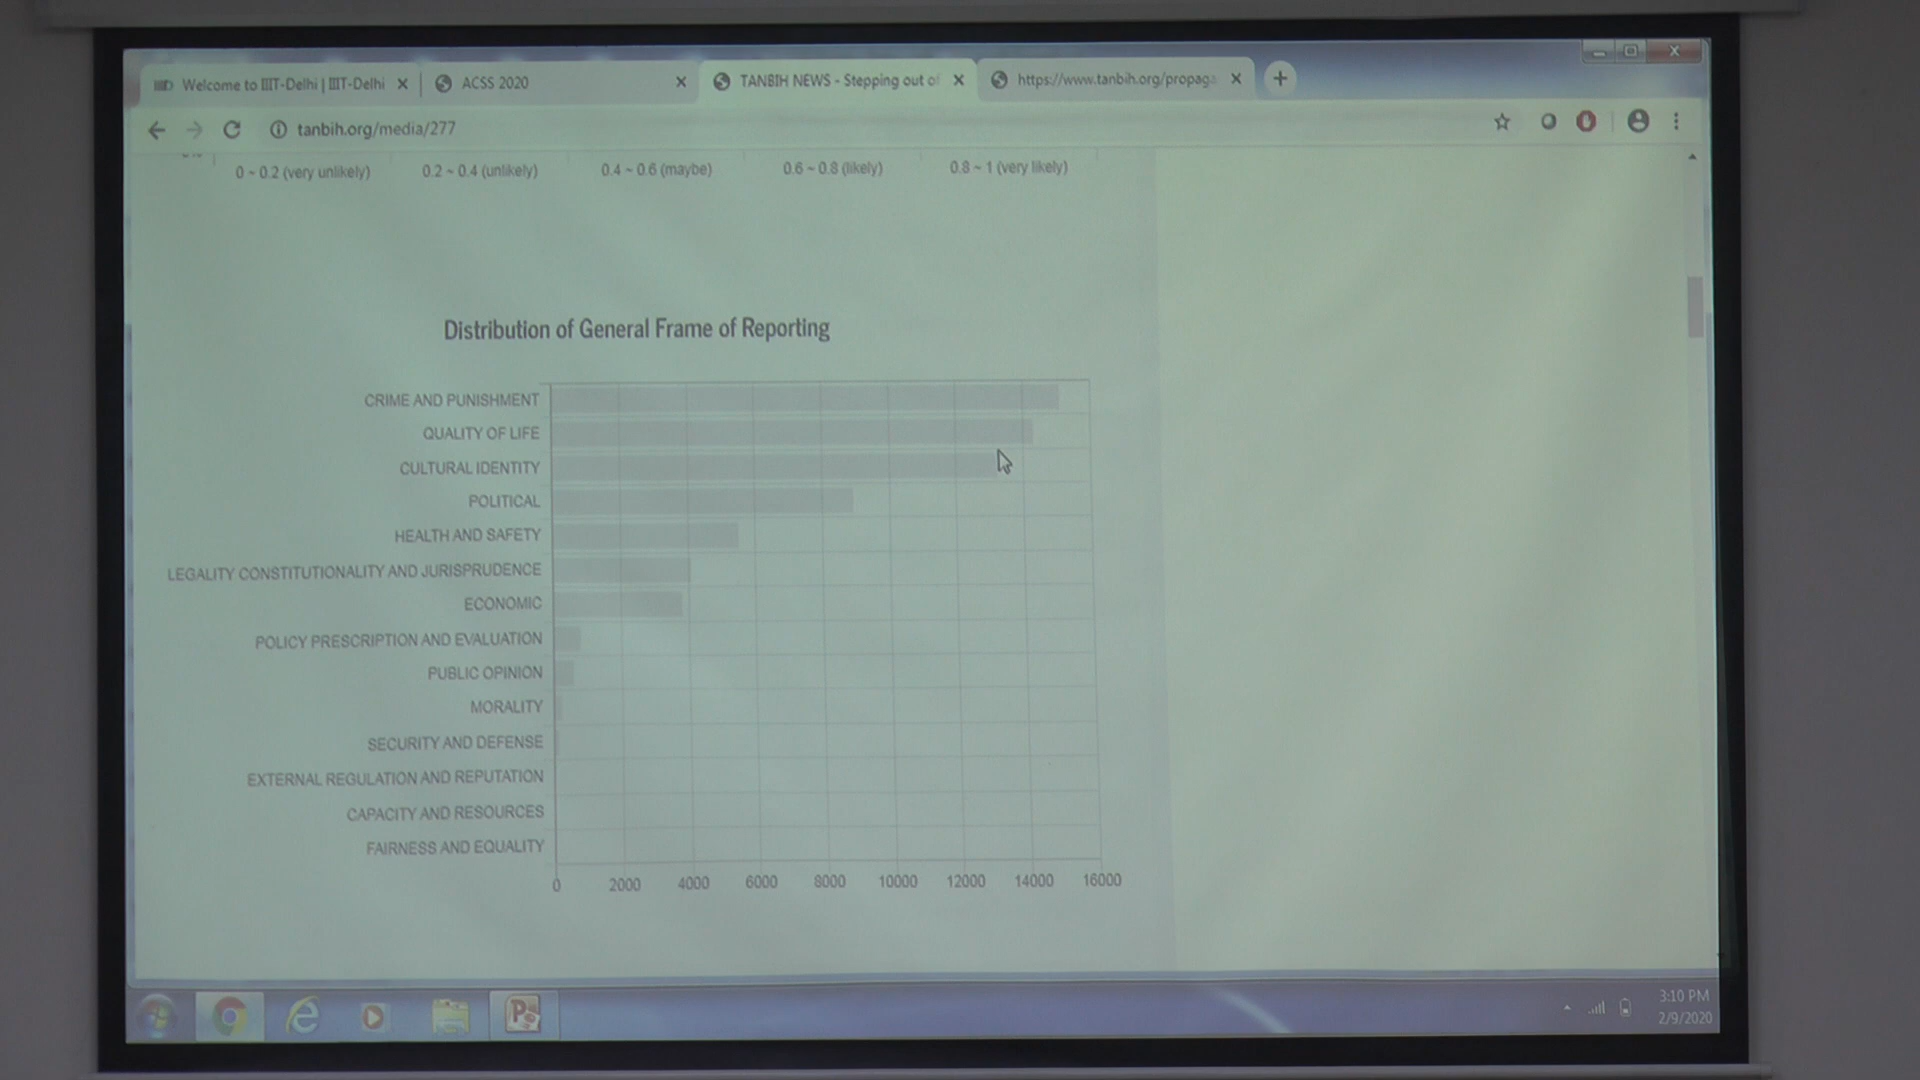 Welcome to IIIT-Delhi | IIIT-Delhi
ACSS 2020
TANBIH NEWS - Stepping out of
https://www.tanbih.org/propaga
tanbih.org/media/277
0 ~ 0.2 (very unlikely) 0.2 ~ 0.4 (unlikely) 0.4 ~ 0.6 (maybe) 0.6 ~ 0.8 (likely) 0.8 ~ 1 (very likely)
Distribution of General Frame of Reporting
CRIME AND PUNISHMENT
QUALITY OF LIFE
CULTURAL IDENTITY
POLITICAL
HEALTH AND SAFETY
LEGALITY CONSTITUTIONALITY AND JURISPRUDENCE
ECONOMIC
POLICY PRESCRIPTION AND EVALUATION
PUBLIC OPINION
MORALITY
SECURITY AND DEFENSE
EXTERNAL REGULATION AND REPUTATION
CAPACITY AND RESOURCES
FAIRNESS AND EQUALITY
0 2000 4000 6000 8000 10000 12000 14000 16000
3:10 PM
2/9/2020